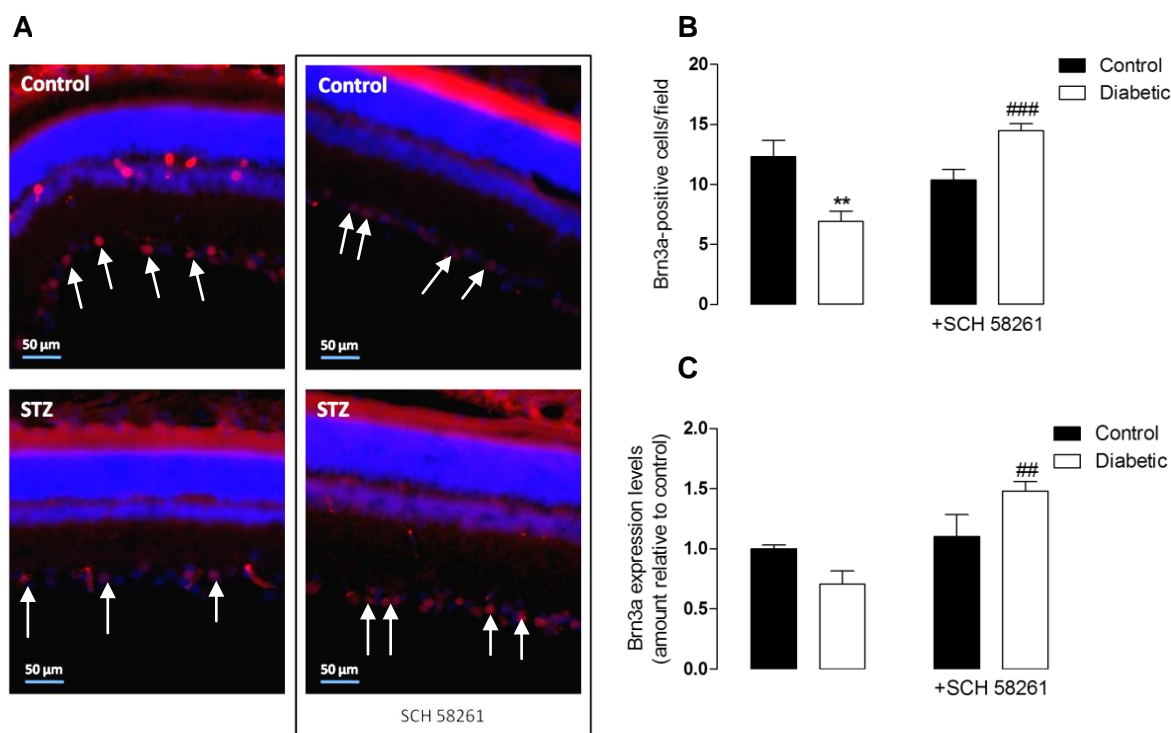 A
Control
50 µm
Control
50 µm
STZ
50 µm
STZ
50 µm
SCH 58261
B
Brn3a-positive cells/field
20
15
10
5
0
**
###
+SCH 58261
Control
Diabetic
C
Brn3a expression levels
(amount relative to control)
2.0
1.5
1.0
0.5
0.0
##
+SCH 58261
Control
Diabetic